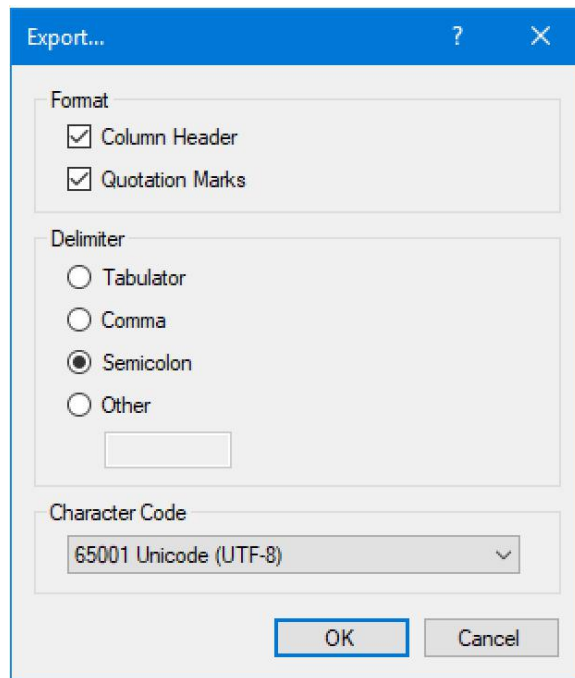 Export...
Format
Column Header
Quotation Marks
Delimiter
Tabulator
Comma
Semicolon
Other
Character Code
65001 Unicode (UTF-8)
OK Cancel